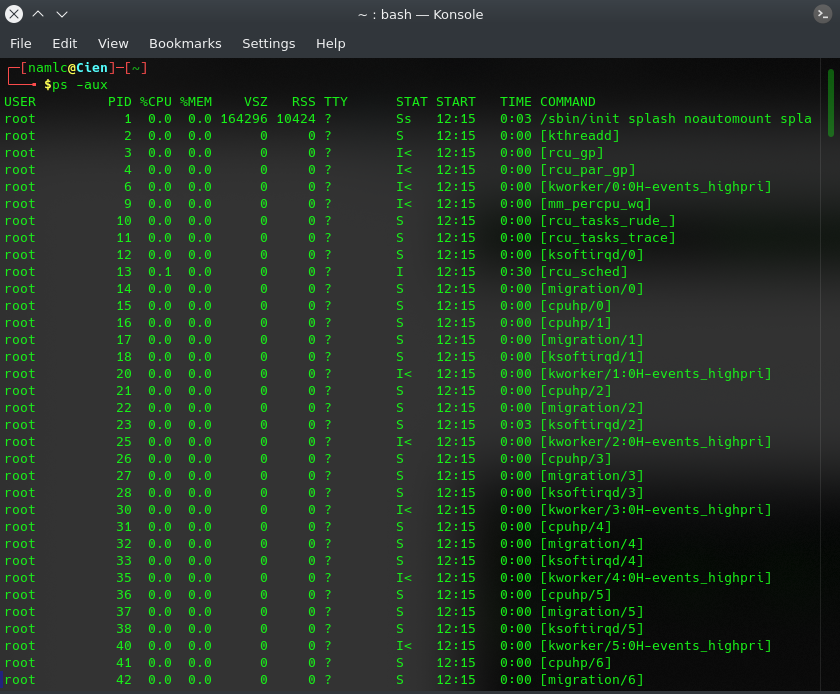 ~ : bash — Konsole
File Edit View Bookmarks Settings Help
┌─[namlc@Cien]─[~]
└──╼ $ps -aux
USER PID %CPU %MEM VSZ RSS TTY STAT START TIME COMMAND
root 1 0.0 0.0 164296 10424 ? Ss 12:15 0:03 /sbin/init splash noautomount spla
root 2 0.0 0.0 0 0 ? S 12:15 0:00 [kthreadd]
root 3 0.0 0.0 0 0 ? I< 12:15 0:00 [rcu_gp]
root 4 0.0 0.0 0 0 ? I< 12:15 0:00 [rcu_par_gp]
root 6 0.0 0.0 0 0 ? I< 12:15 0:00 [kworker/0:0H-events_highpri]
root 9 0.0 0.0 0 0 ? I< 12:15 0:00 [mm_percpu_wq]
root 10 0.0 0.0 0 0 ? S 12:15 0:00 [rcu_tasks_rude_]
root 11 0.0 0.0 0 0 ? S 12:15 0:00 [rcu_tasks_trace]
root 12 0.0 0.0 0 0 ? S 12:15 0:00 [ksoftirqd/0]
root 13 0.1 0.0 0 0 ? I 12:15 0:30 [rcu_sched]
root 14 0.0 0.0 0 0 ? S 12:15 0:00 [migration/0]
root 15 0.0 0.0 0 0 ? S 12:15 0:00 [cpuhp/0]
root 16 0.0 0.0 0 0 ? S 12:15 0:00 [cpuhp/1]
root 17 0.0 0.0 0 0 ? S 12:15 0:00 [migration/1]
root 18 0.0 0.0 0 0 ? S 12:15 0:00 [ksoftirqd/1]
root 20 0.0 0.0 0 0 ? I< 12:15 0:00 [kworker/1:0H-events_highpri]
root 21 0.0 0.0 0 0 ? S 12:15 0:00 [cpuhp/2]
root 22 0.0 0.0 0 0 ? S 12:15 0:00 [migration/2]
root 23 0.0 0.0 0 0 ? S 12:15 0:03 [ksoftirqd/2]
root 25 0.0 0.0 0 0 ? I< 12:15 0:00 [kworker/2:0H-events_highpri]
root 26 0.0 0.0 0 0 ? S 12:15 0:00 [cpuhp/3]
root 27 0.0 0.0 0 0 ? S 12:15 0:00 [migration/3]
root 28 0.0 0.0 0 0 ? S 12:15 0:00 [ksoftirqd/3]
root 30 0.0 0.0 0 0 ? I< 12:15 0:00 [kworker/3:0H-events_highpri]
root 31 0.0 0.0 0 0 ? S 12:15 0:00 [cpuhp/4]
root 32 0.0 0.0 0 0 ? S 12:15 0:00 [migration/4]
root 33 0.0 0.0 0 0 ? S 12:15 0:00 [ksoftirqd/4]
root 35 0.0 0.0 0 0 ? I< 12:15 0:00 [kworker/4:0H-events_highpri]
root 36 0.0 0.0 0 0 ? S 12:15 0:00 [cpuhp/5]
root 37 0.0 0.0 0 0 ? S 12:15 0:00 [migration/5]
root 38 0.0 0.0 0 0 ? S 12:15 0:00 [ksoftirqd/5]
root 40 0.0 0.0 0 0 ? I< 12:15 0:00 [kworker/5:0H-events_highpri]
root 41 0.0 0.0 0 0 ? S 12:15 0:00 [cpuhp/6]
root 42 0.0 0.0 0 0 ? S 12:15 0:00 [migration/6]